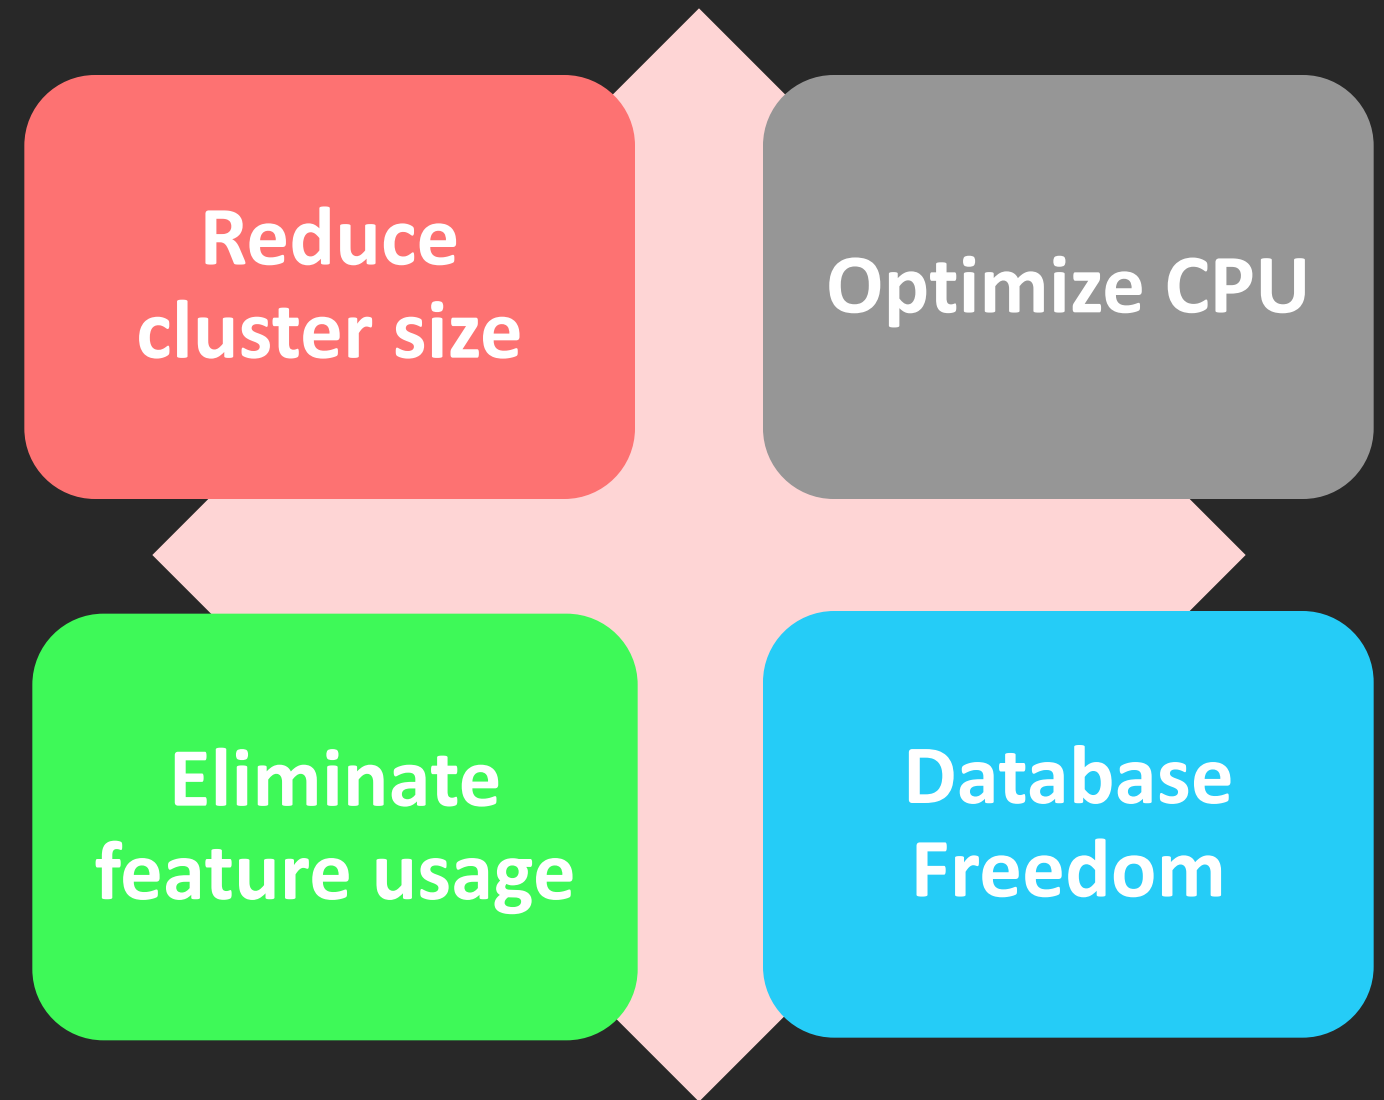 Reduce
cluster size
Optimize CPU
Eliminate
feature usage
Database
Freedom